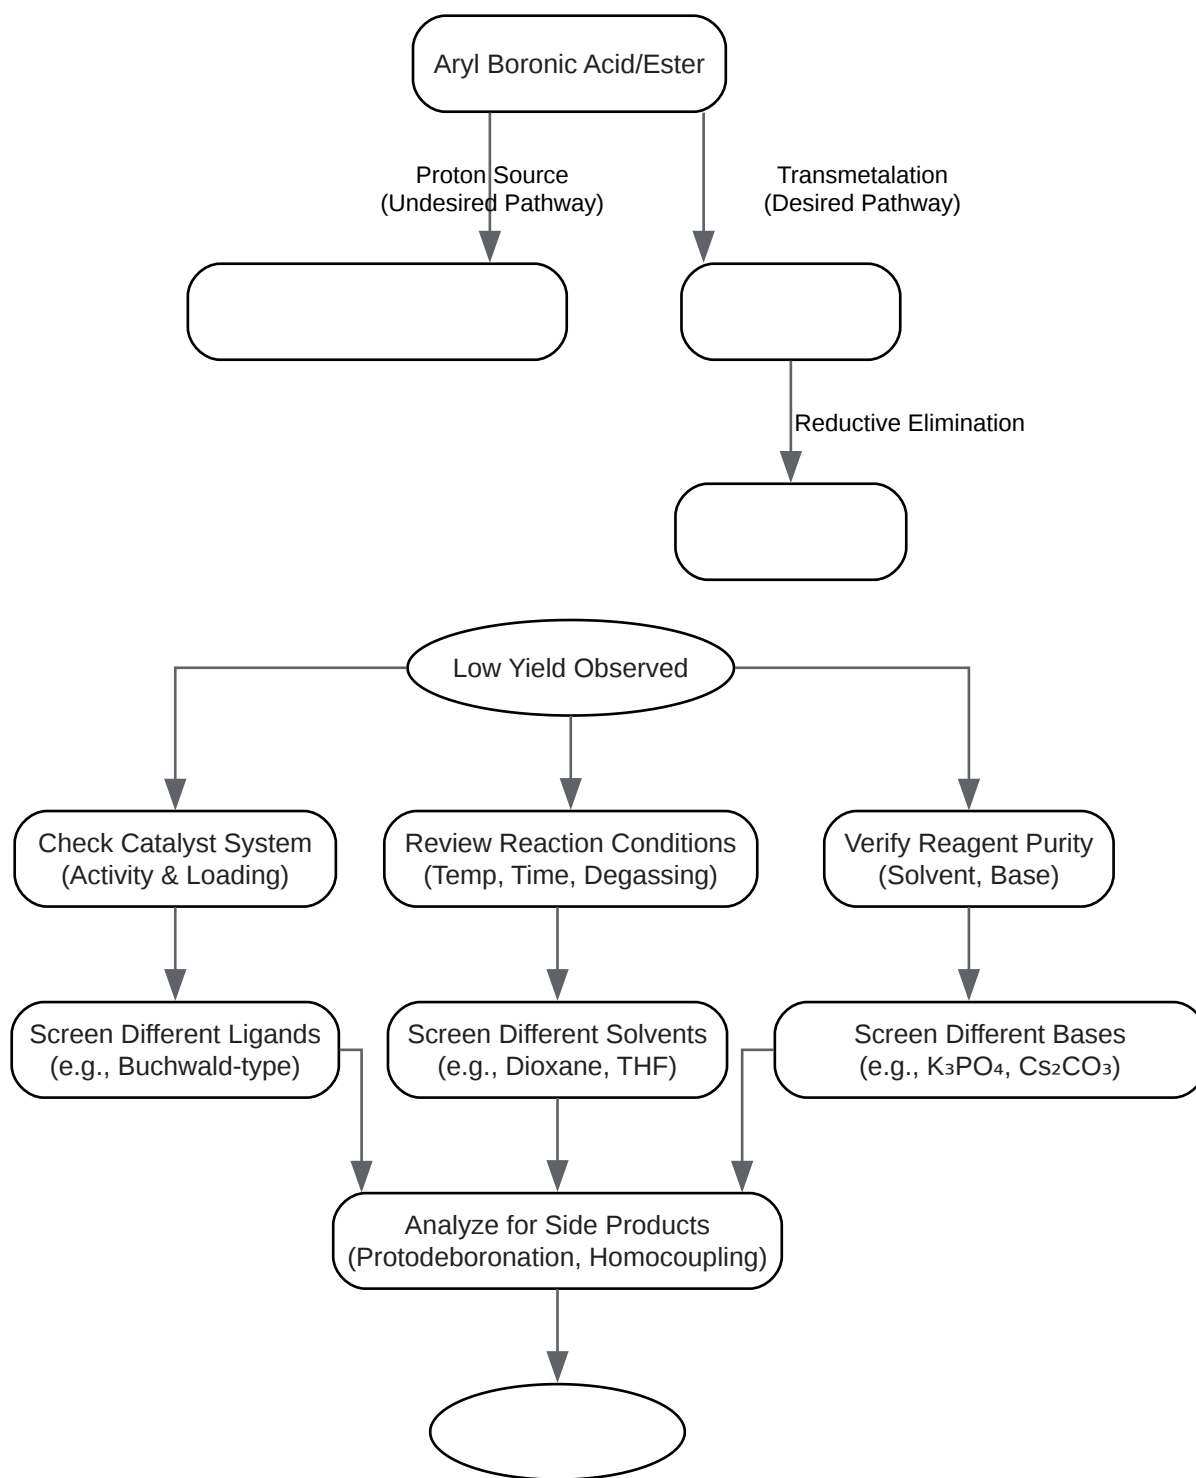 Aryl Boronic Acid/Ester
Proton Source
(Undesired Pathway)
Transmetalation
(Desired Pathway)
Reductive Elimination
Low Yield Observed
Check Catalyst System
(Activity & Loading)
Review Reaction Conditions
(Temp, Time, Degassing)
Verify Reagent Purity
(Solvent, Base)
Screen Different Ligands
(e.g., Buchwald-type)
Screen Different Solvents
(e.g., Dioxane, THF)
Screen Different Bases
(e.g., K₃PO₄, Cs₂CO₃)
Analyze for Side Products
(Protodeboronation, Homocoupling)